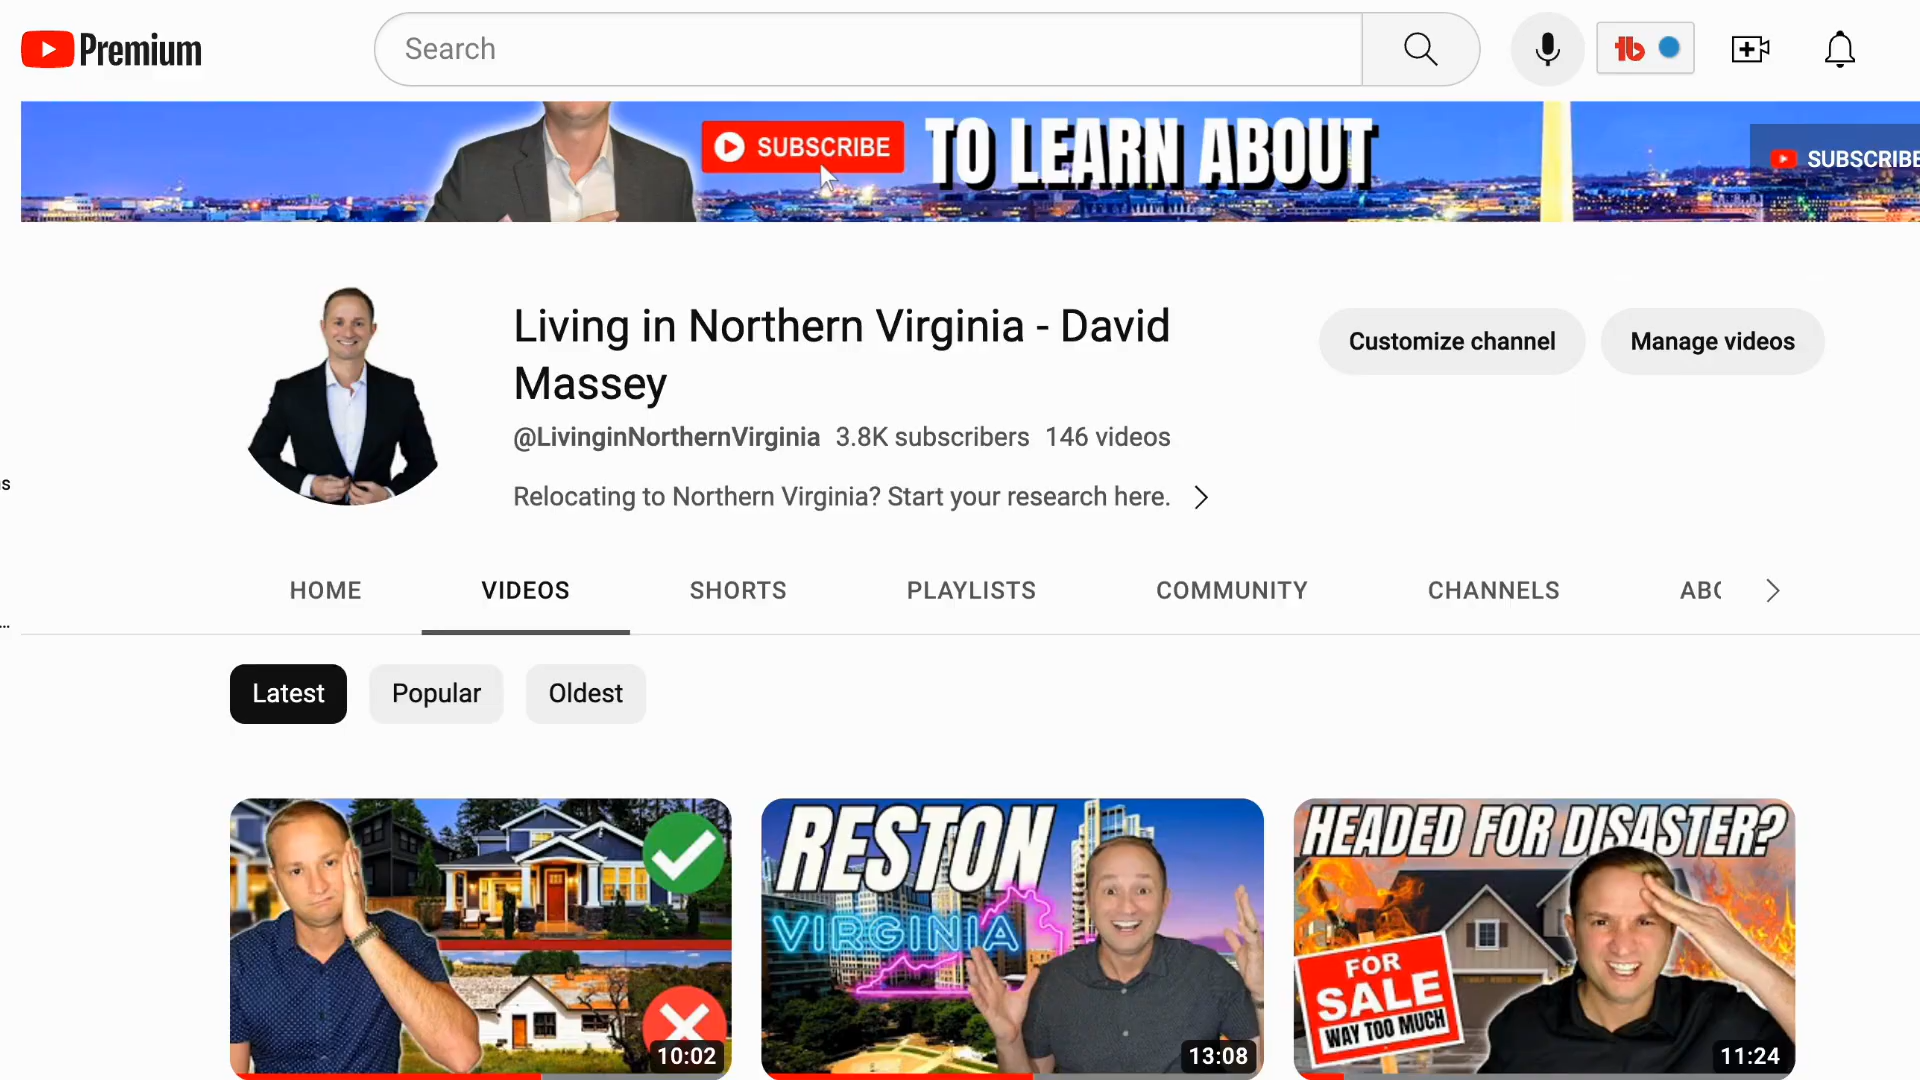 Premium
Search
SUBSCRIBE
TO LEARN ABOUT
SUBSCRIBE
Living in Northern Virginia - David
Massey
Customize channel
Manage videos
@LivinginNorthernVirginia 3.8K subscribers 146 videos
Relocating to Northern Virginia? Start your research here.
HOME
VIDEOS
SHORTS
PLAYLISTS
COMMUNITY
CHANNELS
ABC
Latest
Popular
Oldest
10:02
RESTON
VIRGINIA
13:08
HEADED FOR DISASTER?
FOR
SALE
WAY TOO MUCH
11:24